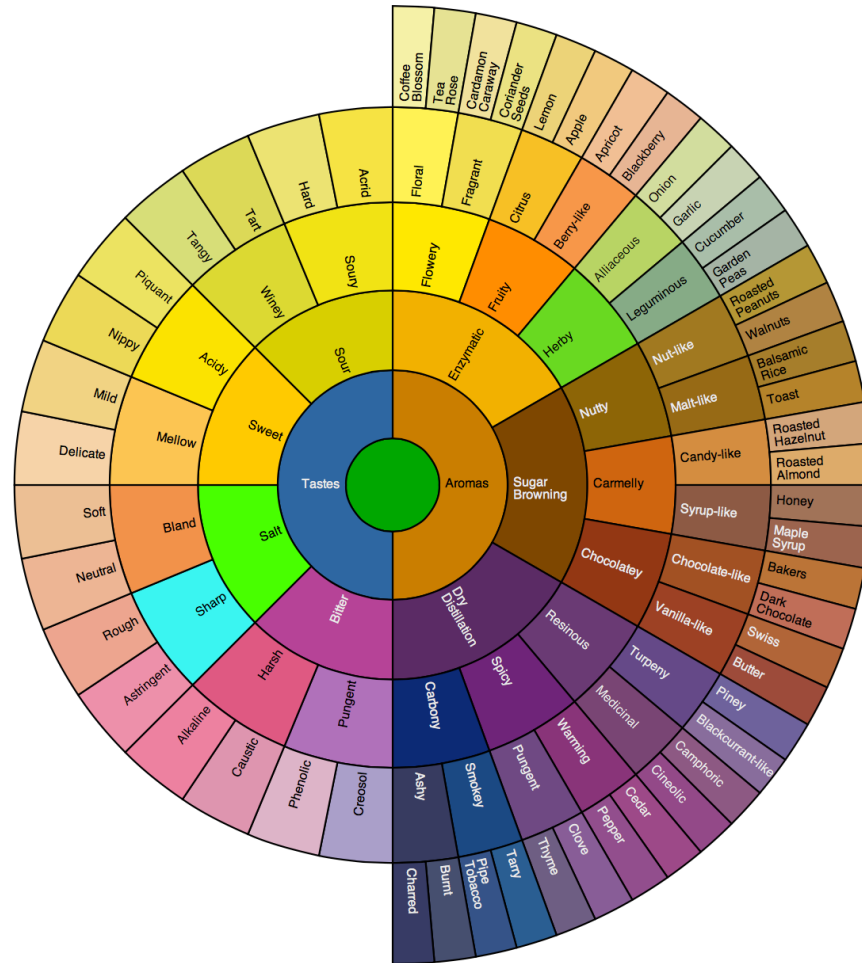 Coffee
Blossom
Tea
Rose
Cardamon
Caraway
Coriander
Seeds
Lemon
Apple
Apricot
Blackberry
Onion
Garlic
Cucumber
Garden
Peas
Roasted
Peanuts
Walnuts
Balsamic
Rice
Toast
Roasted
Hazelnut
Roasted
Almond
Honey
Maple
Syrup
Bakers
Dark
Chocolate
Swiss
Butter
Piney
Blackcurrant-like
Camphoric
Cineolic
Cedar
Pepper
Clove
Thyme
Tarry
Pipe
Tobacco
Burnt
Charred
Floral
Fragrant
Citrus
Berry-like
Alliaceous
Leguminous
Nut-like
Malt-like
Candy-like
Syrup-like
Chocolate-like
Vanilla-like
Turpeny
Medicinal
Warming
Pungent
Smokey
Ashy
Flowery
Fruity
Herby
Nutty
Carmelly
Chocolatey
Resinous
Spicy
Carbony
Enzymatic
Sugar
Browning
Dry
Distillation
Aromas
Tastes
Sour
Sweet
Salt
Bitter
Soury
Winey
Acidy
Mellow
Bland
Sharp
Harsh
Pungent
Acrid
Hard
Tart
Tangy
Piquant
Nippy
Mild
Delicate
Soft
Neutral
Rough
Astringent
Alkaline
Caustic
Phenolic
Creosol